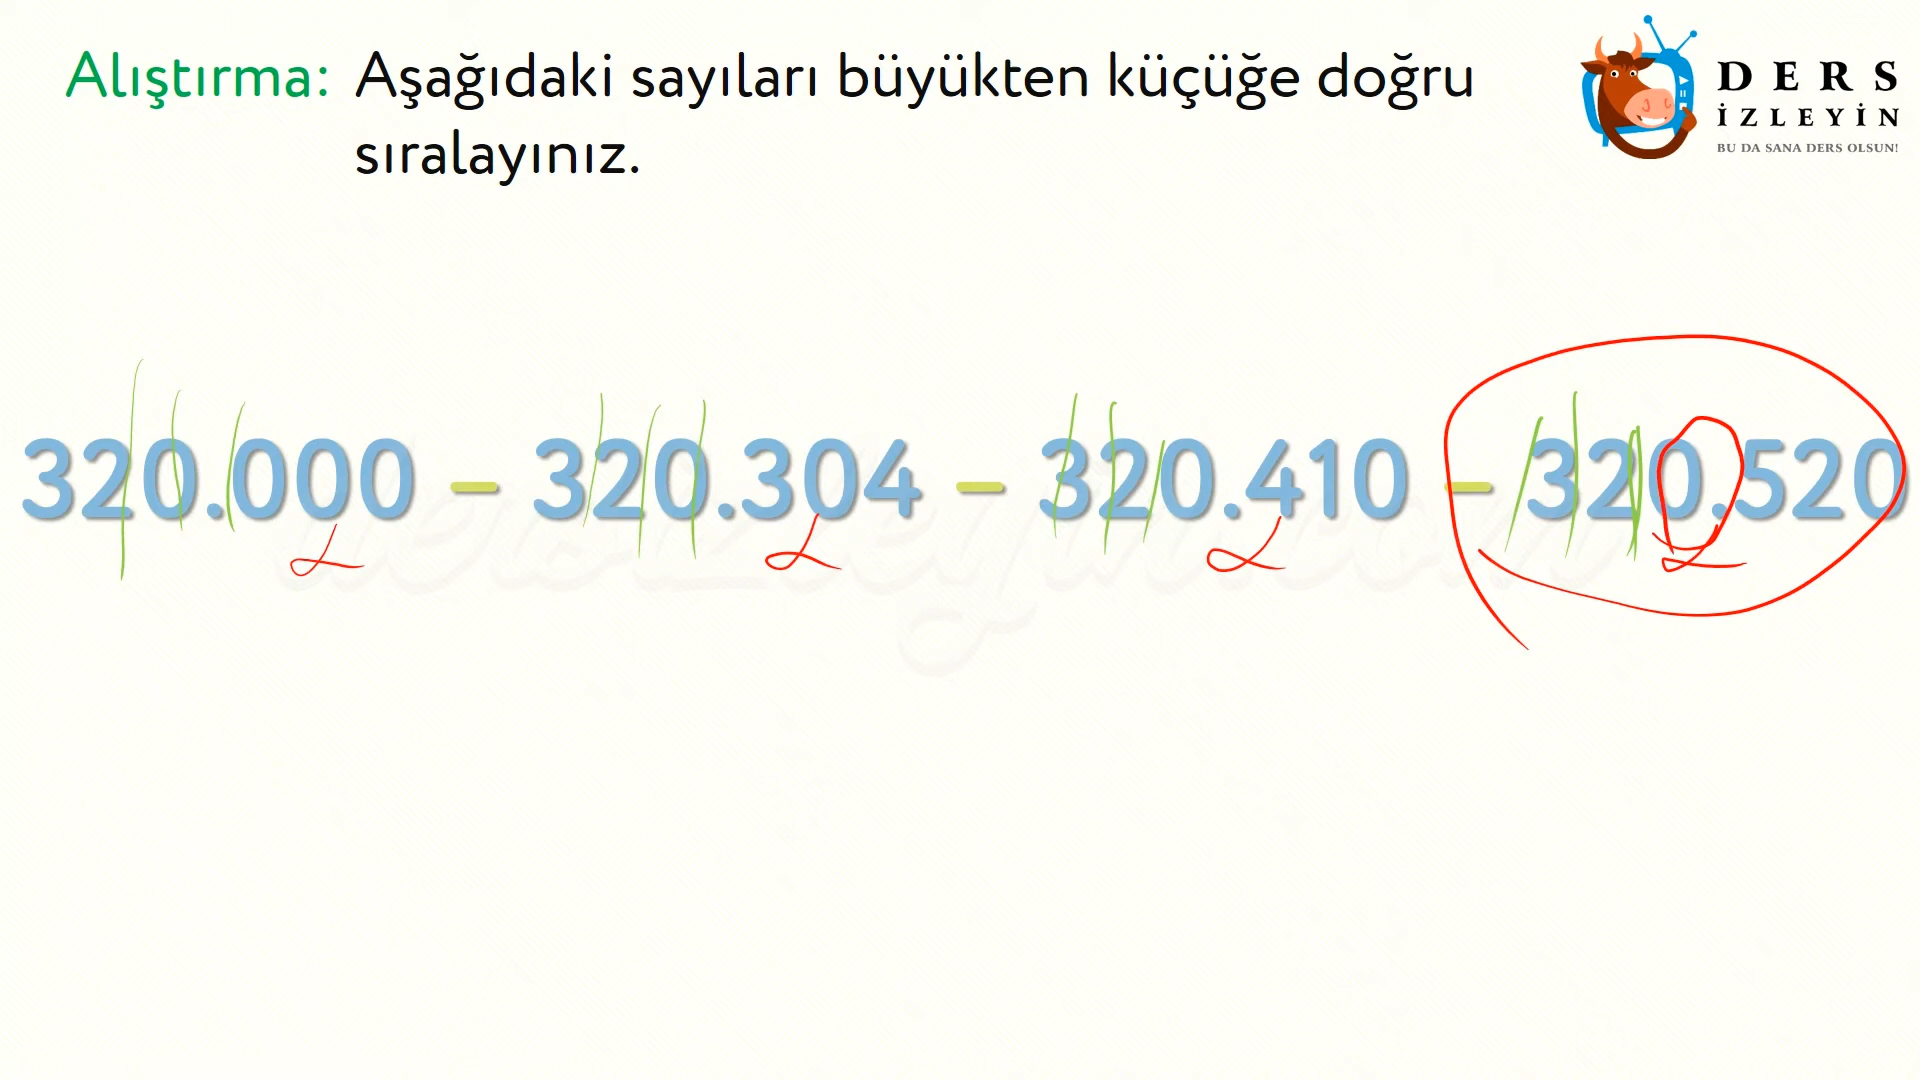 Alıştırma: Aşağıdaki sayıları büyükten küçüğe doğru
sıralayınız.
DERS
İZLEYİN
BU DA SANA DERS OLSUN!
320.000 – 320.304 – 320.410 – 320.520